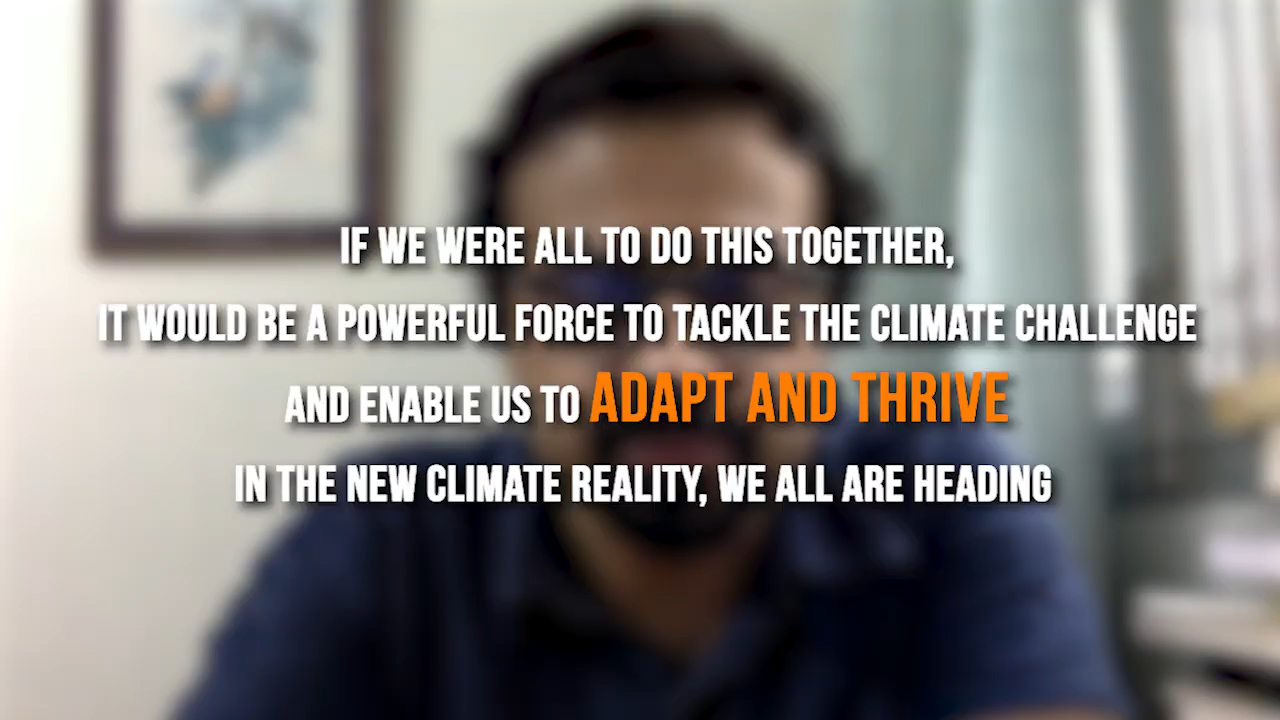 IF WE WERE ALL TO DO THIS TOGETHER,
IT WOULD BE A POWERFUL FORCE TO TACKLE THE CLIMATE CHALLENGE
AND ENABLE US TO ADAPT AND THRIVE
IN THE NEW CLIMATE REALITY, WE ALL ARE HEADING